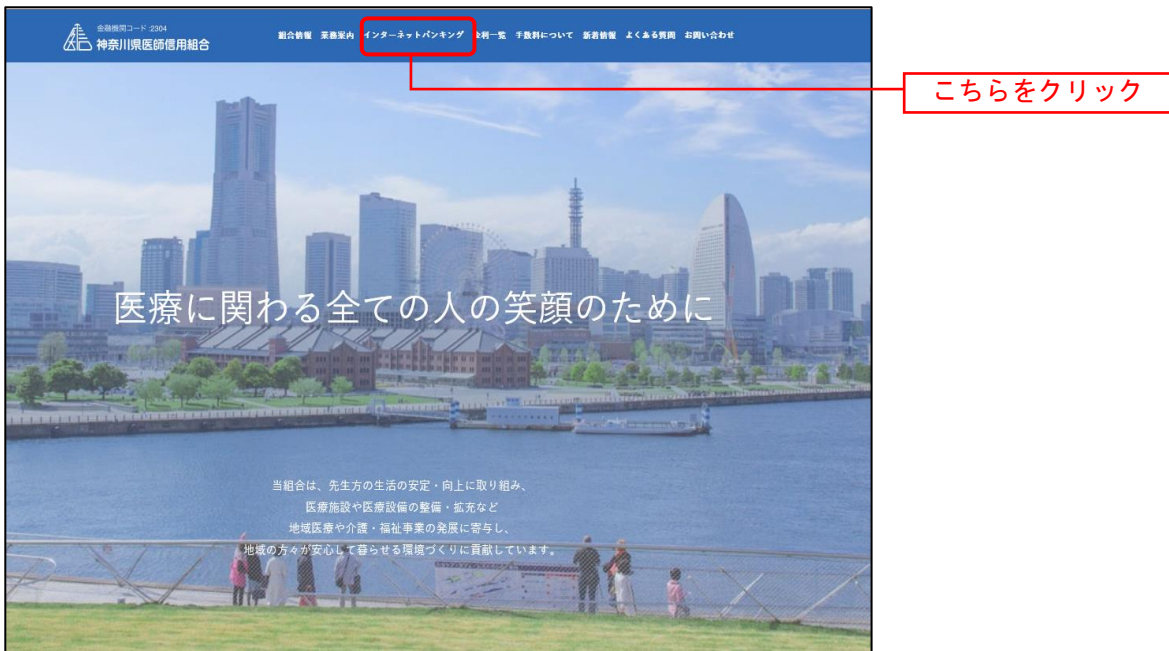 金融機関コード:2304
神奈川県医師信用組合
組合情報 業務案内 インターネットバンキング 金利一覧 手数料について 新着情報 よくある質問 お問い合わせ
こちらをクリック
医療に関わる全ての人の笑顔のために
当組合は、先生方の生活の安定・向上に取り組み、
医療施設や医療設備の整備・拡充など
地域医療や介護・福祉事業の発展に寄与し、
地域の方々が安心して暮らせる環境づくりに貢献しています。